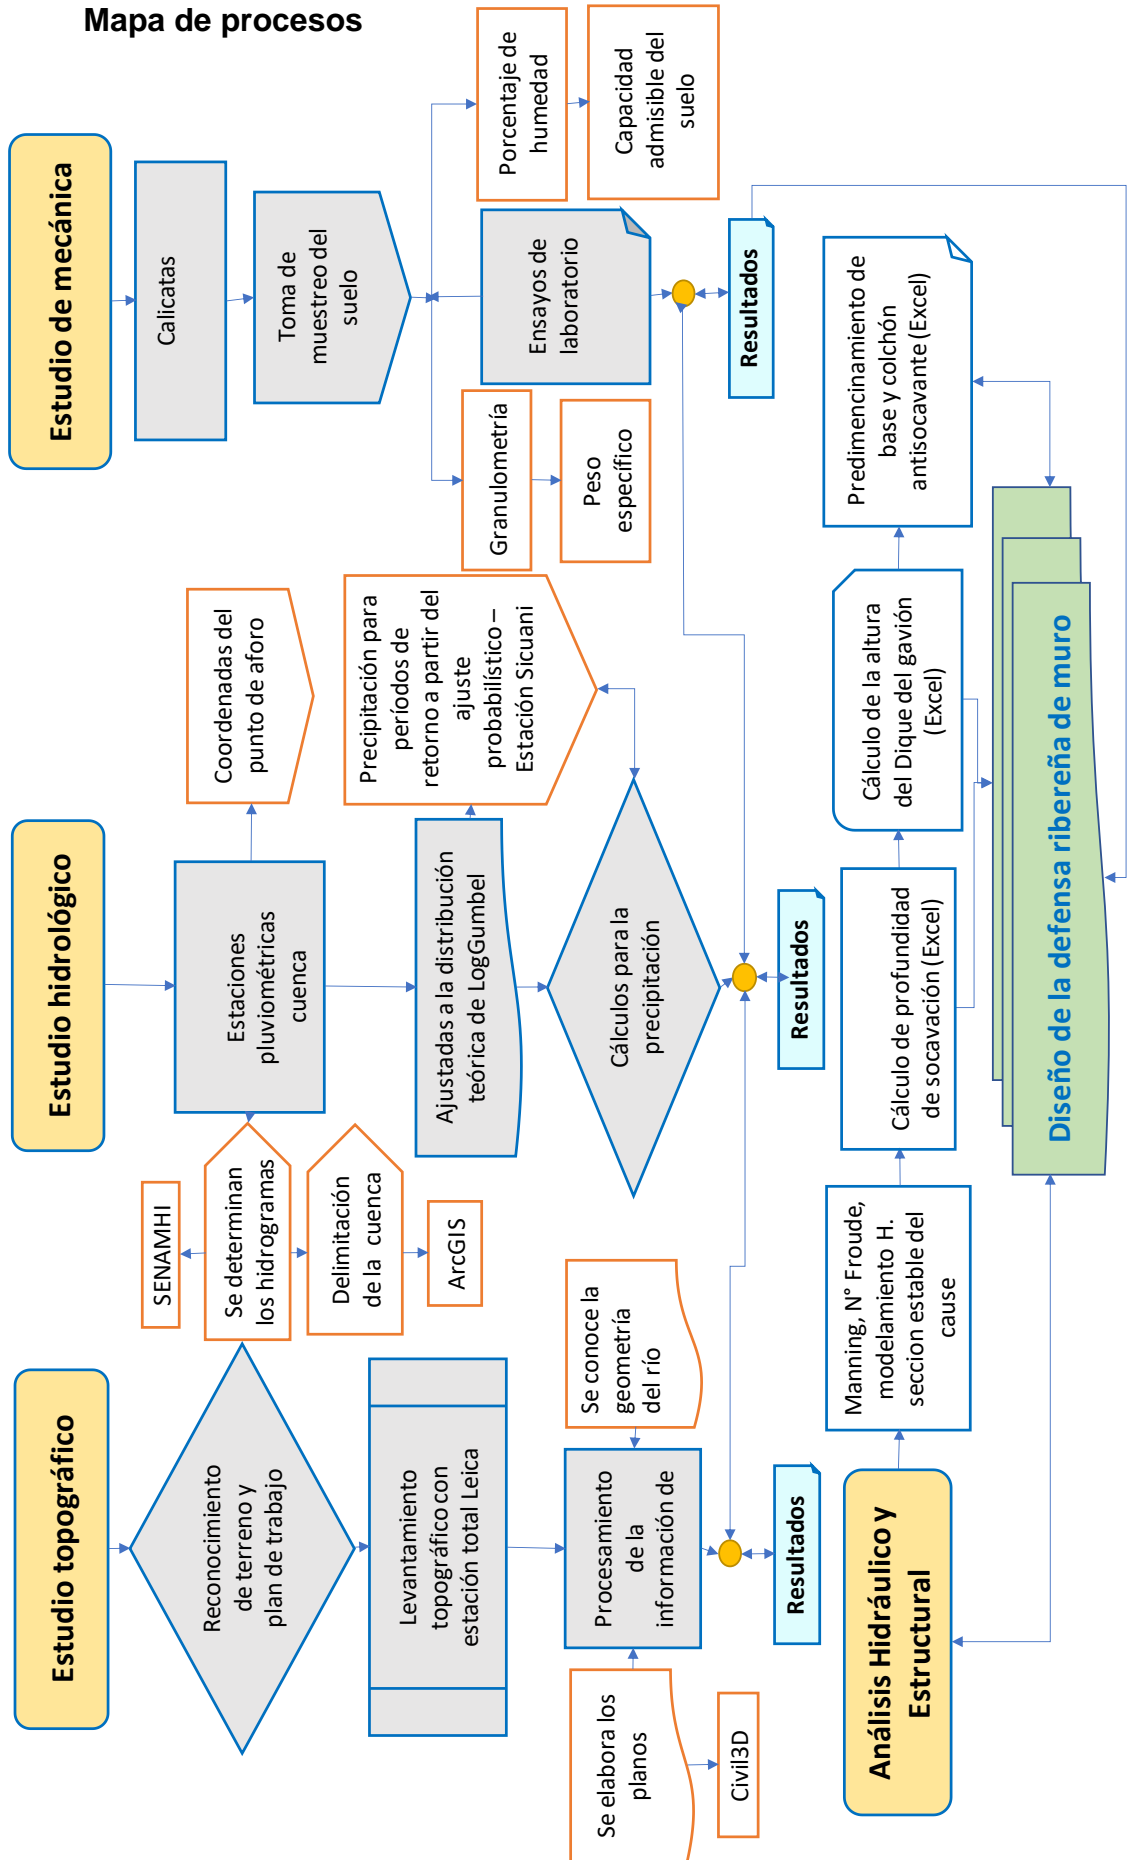 Mapa de procesos
Estudio topográfico
Reconocimiento
de terreno y
plan de trabajo
Levantamiento
topográfico con
estación total Leica
Se elabora los
planos
Civil3D
Procesamiento
de la
información de
Se conoce la
geometría
del río
Resultados
Estudio hidrológico
Estaciones
pluviométricas
cuenca
SENAMHI
Se determinan
los hidrogramas
Delimitación
de la cuenca
ArcGIS
Coordenadas del
punto de aforo
Ajustadas a la distribución
teórica de LogGumbel
Precipitación para
períodos de
retorno a partir del
ajuste
probabilístico –
Estación Sicuani
Cálculos para la
precipitación
Resultados
Estudio de mecánica
Calicatas
Toma de
muestreo del
suelo
Granulometría
Peso
específico
Ensayos de
laboratorio
Porcentaje de
humedad
Capacidad
admisible del
suelo
Resultados
Análisis Hidráulico y
Estructural
Manning, N° Froude,
modelamiento H.
seccion estable del
cause
Cálculo de profundidad
de socavación (Excel)
Cálculo de la altura
del Dique del gavión
(Excel)
Predimencinamiento de
base y colchón
antisocavante (Excel)
Diseño de la defensa ribereña de muro